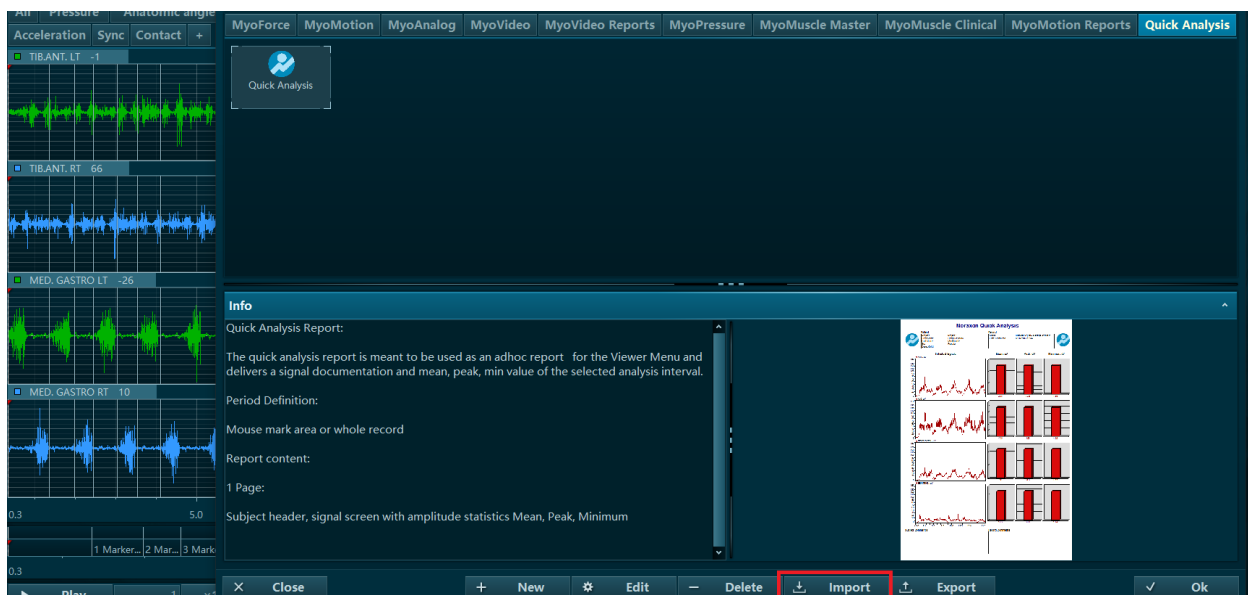 Air Pressure Anatomic angle
Acceleration Sync Contact +
TIB.ANT. LT -1
TIB.ANT. RT 66
MED. GASTRO LT -26
MED. GASTRO RT 10
0.3 5.0
1 Marker... 2 Mar... 3 Mark
0.3
Play 1
MyoForce MyoMotion MyoAnalog MyoVideo MyoVideo Reports MyoPressure MyoMuscle Master MyoMuscle Clinical MyoMotion Reports Quick Analysis
Quick Analysis
Info
Quick Analysis Report:
The quick analysis report is meant to be used as an adhoc report for the Viewer Menu and
delivers a signal documentation and mean, peak, min value of the selected analysis interval.
Period Definition:
Mouse mark area or whole record
Report content:
1 Page:
Subject header, signal screen with amplitude statistics Mean, Peak, Minimum
Noraxon Quick Analysis
Close + New Edit Delete Import Export Ok